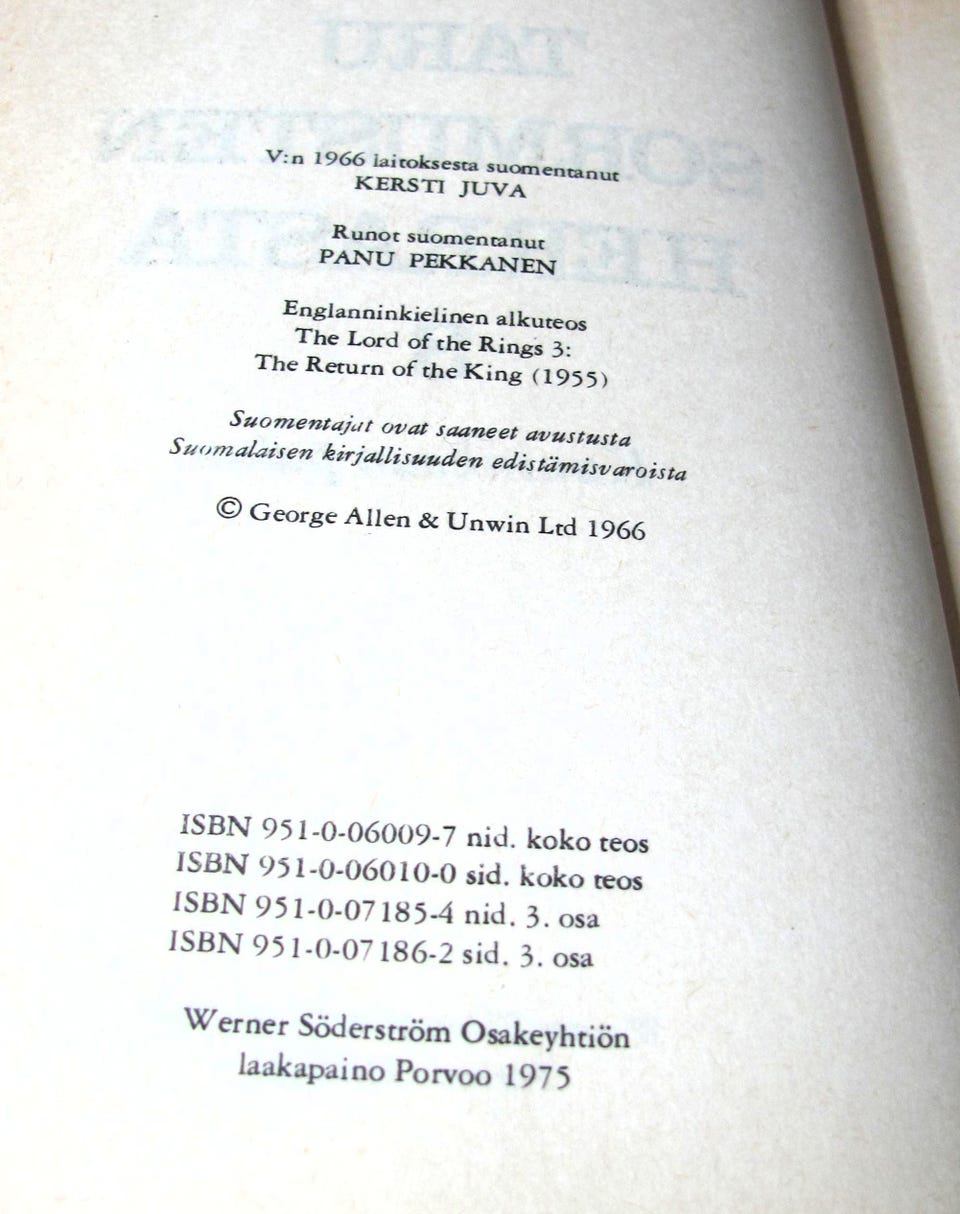 TARU
SORMUSTEN
HERRASTA
V:n 1966 laitoksesta suomentanut
KERSTI JUVA
Runot suomentanut
PANU PEKKANEN
Englanninkielinen alkuteos
The Lord of the Rings 3:
The Return of the King (1955)
Suomentajat ovat saaneet avustusta
Suomalaisen kirjallisuuden edistämisvaroista
© George Allen & Unwin Ltd 1966
ISBN 951-0-06009-7 nid. koko teos
ISBN 951-0-06010-0 sid. koko teos
ISBN 951-0-07185-4 nid. 3. osa
ISBN 951-0-07186-2 sid. 3. osa
Werner Söderström Osakeyhtiön
laakapaino Porvoo 1975